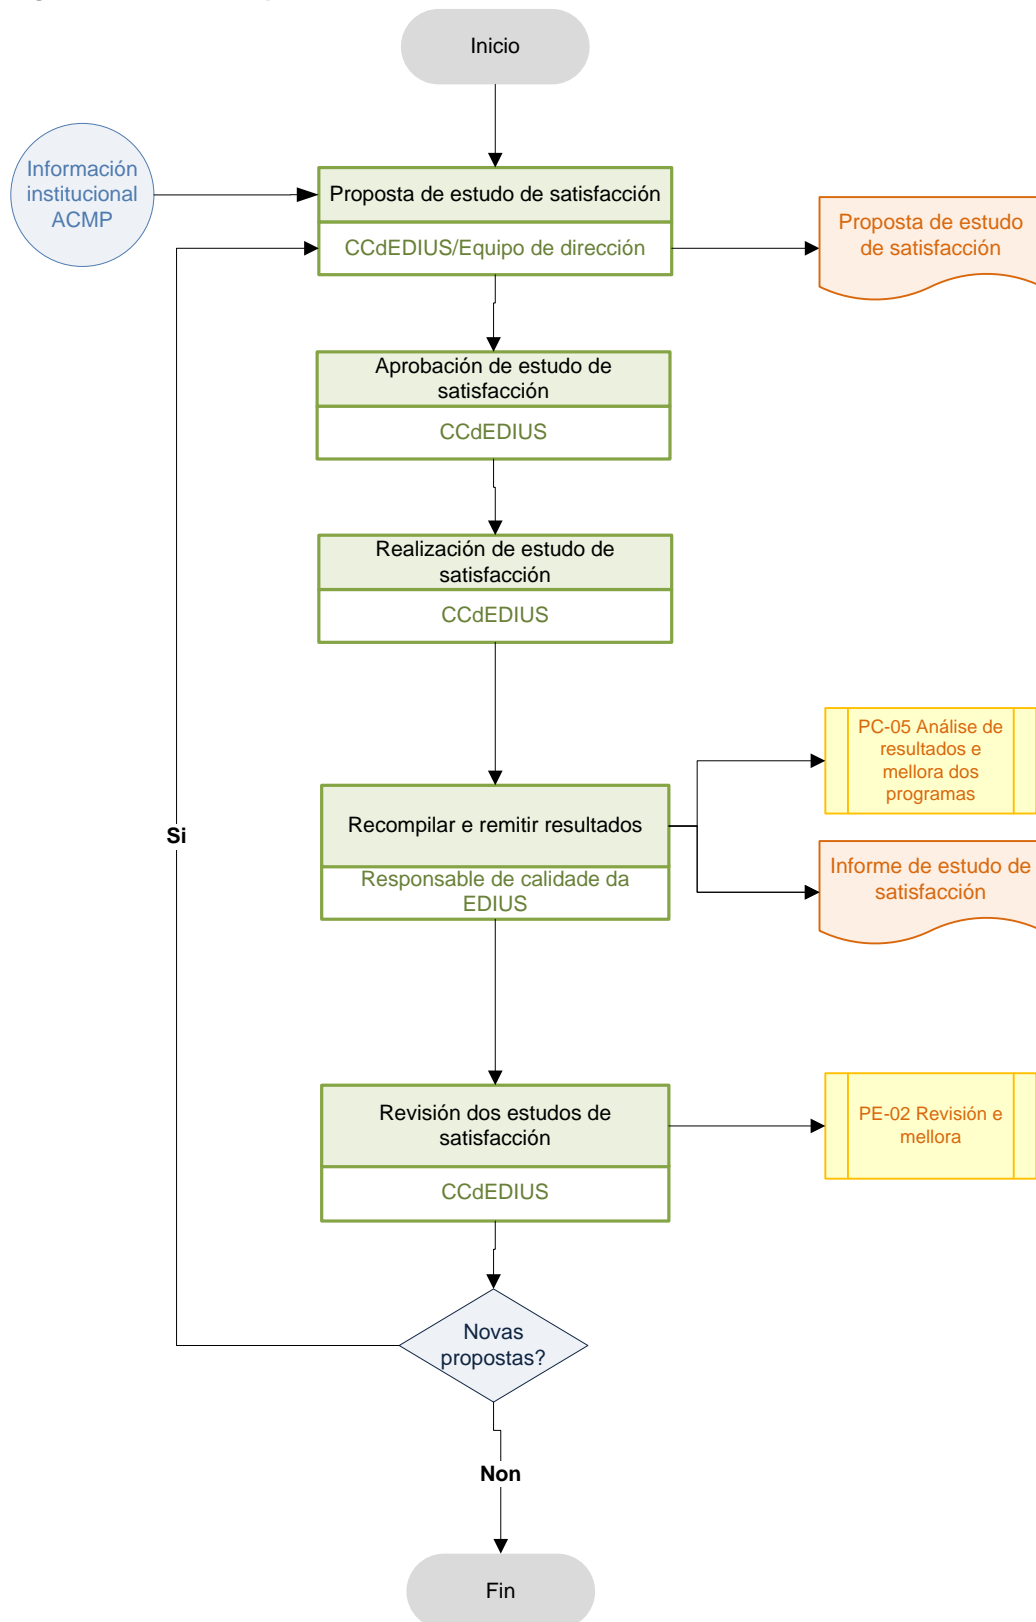 Inicio
Información
institucional
ACMP
Proposta de estudo de satisfacción
CCdEDIUS/Equipo de dirección
Proposta de estudo
de satisfacción
Aprobación de estudo de
satisfacción
CCdEDIUS
Realización de estudo de
satisfacción
CCdEDIUS
PC-05 Análise de
resultados e
mellora dos
programas
Recompilar e remitir resultados
Responsable de calidade da
EDIUS
Informe de estudo de
satisfacción
Si
Revisión dos estudos de
satisfacción
CCdEDIUS
PE-02 Revisión e
mellora
Novas
propostas?
Non
Fin